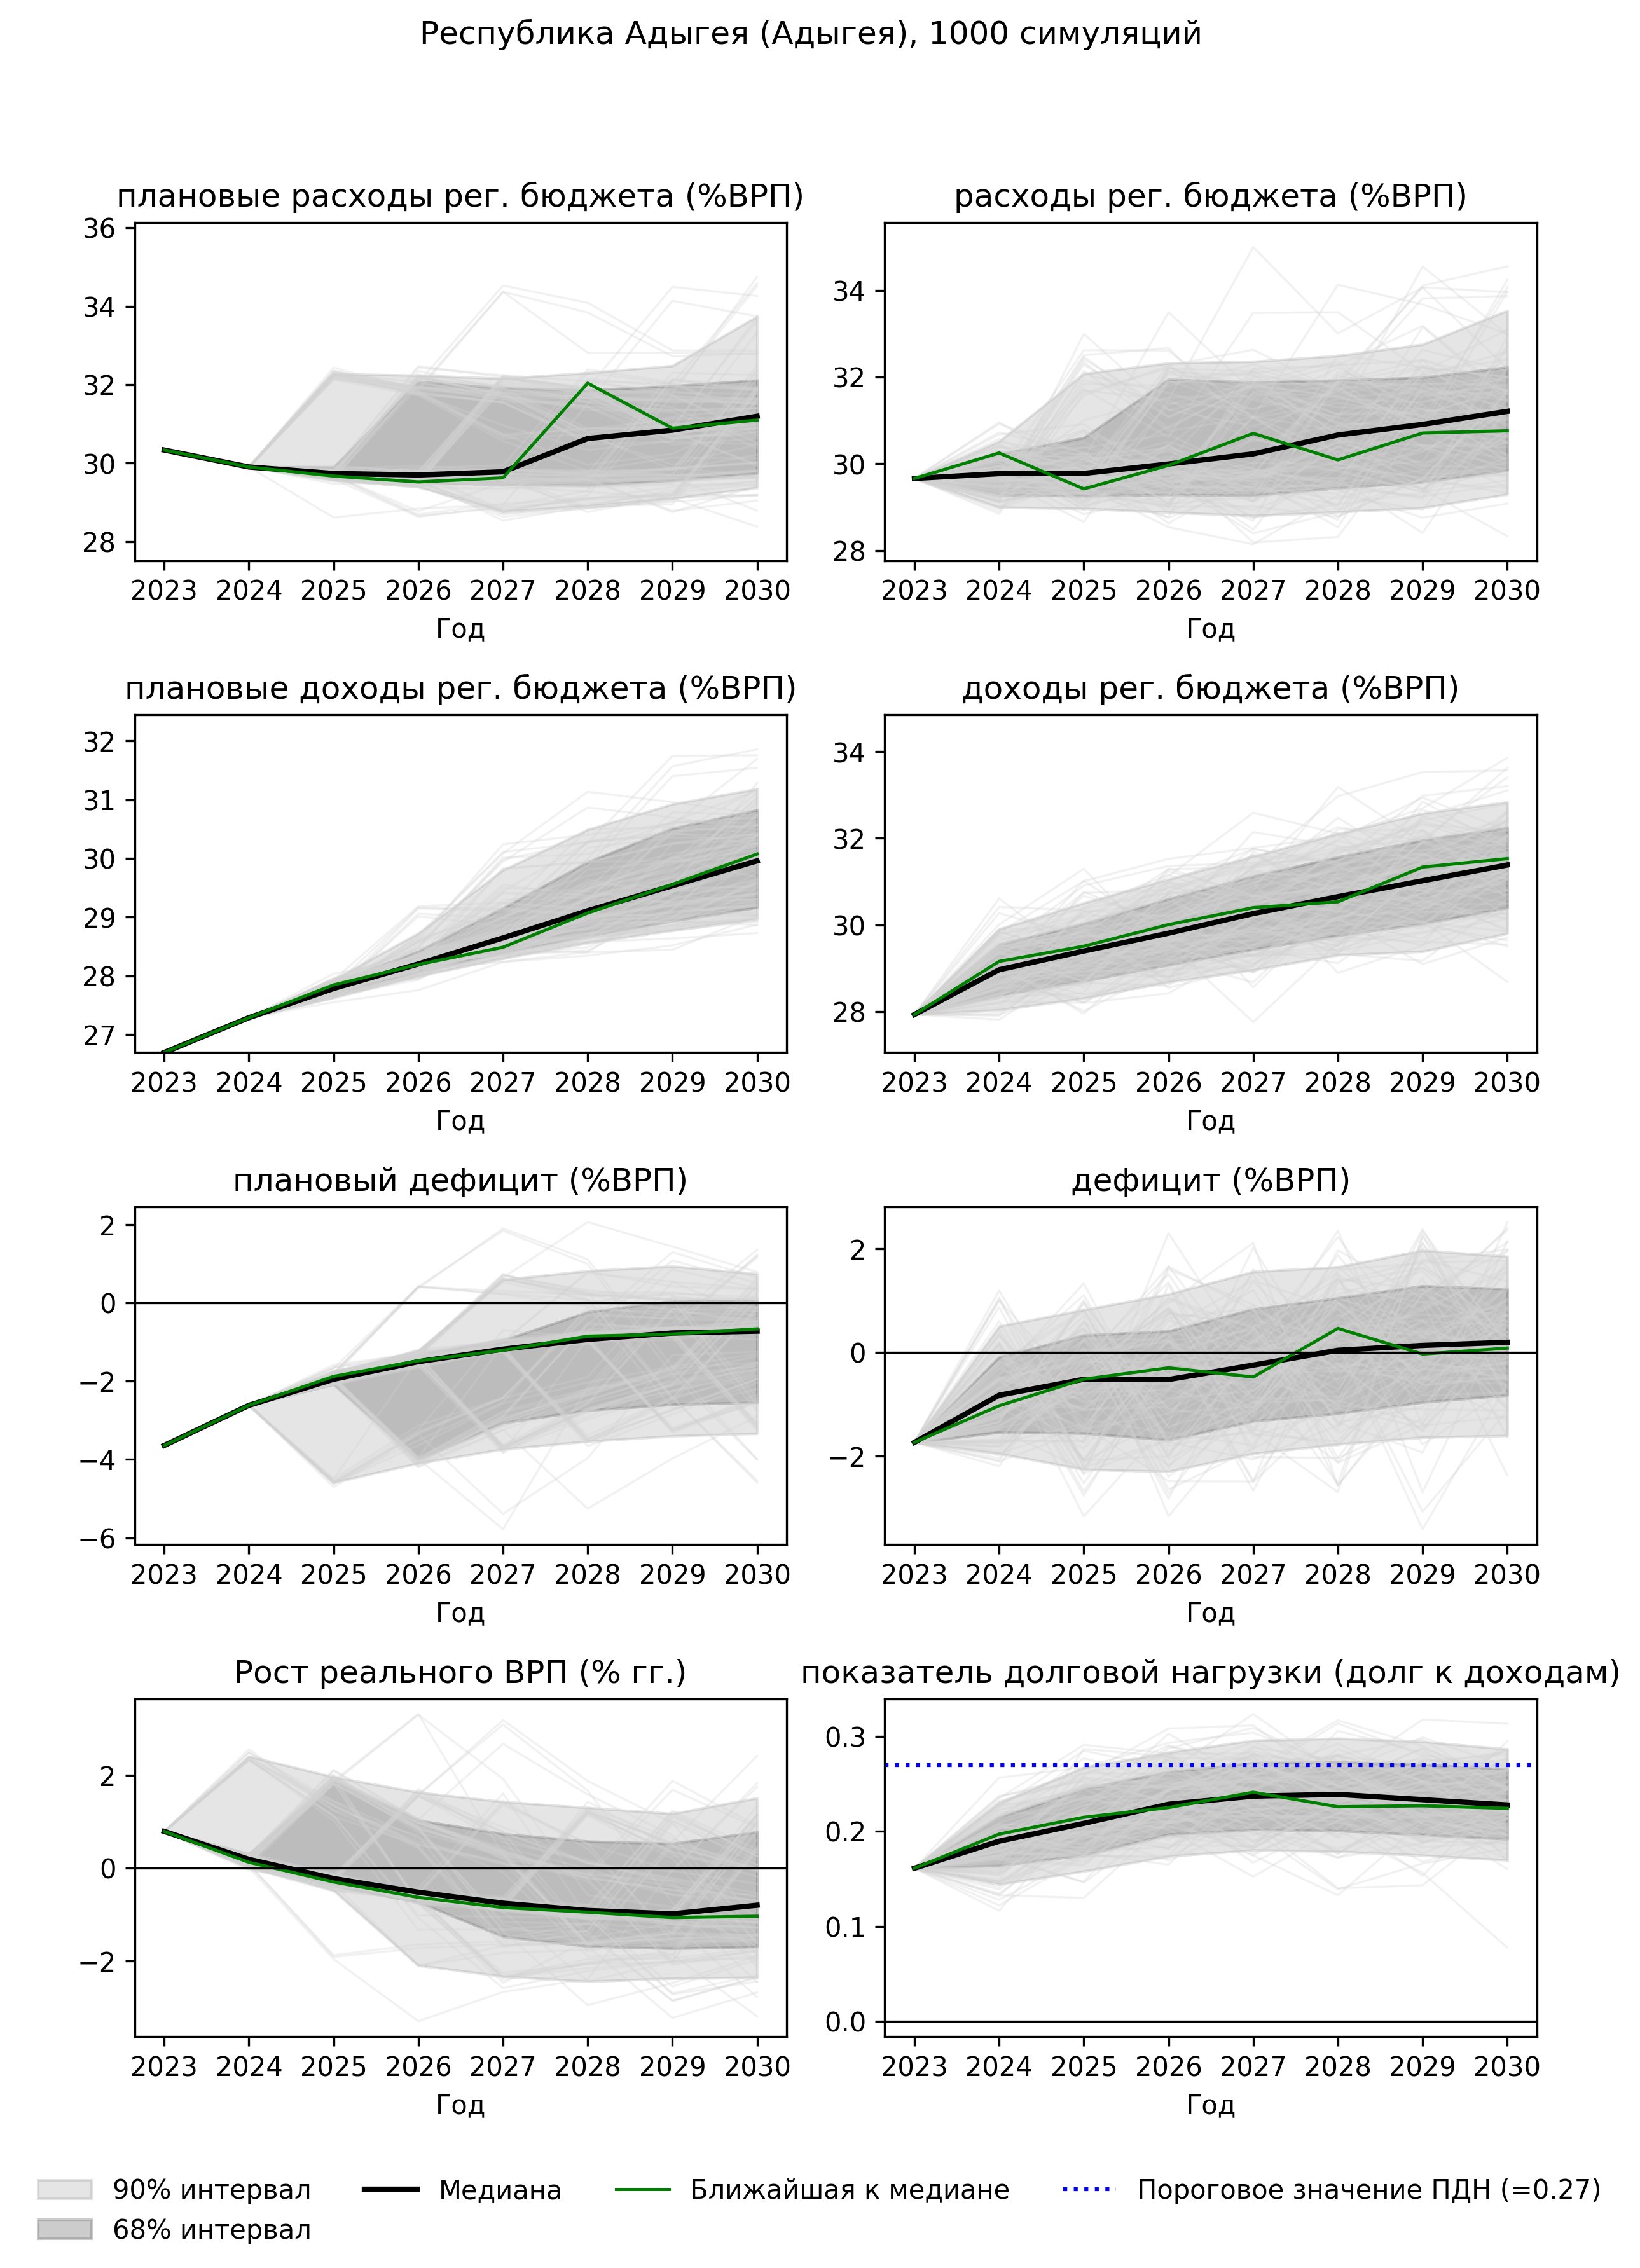 Республика Адыгея (Адыгея), 1000 симуляций
плановые расходы рег. бюджета (%ВРП)
36
34
32
30
28
2023 2024 2025 2026 2027 2028 2029 2030
Год
расходы рег. бюджета (%ВРП)
34
32
30
28
2023 2024 2025 2026 2027 2028 2029 2030
Год
плановые доходы рег. бюджета (%ВРП)
32
31
30
29
28
27
2023 2024 2025 2026 2027 2028 2029 2030
Год
доходы рег. бюджета (%ВРП)
34
32
30
28
2023 2024 2025 2026 2027 2028 2029 2030
Год
плановый дефицит (%ВРП)
2
0
−2
−4
−6
2023 2024 2025 2026 2027 2028 2029 2030
Год
дефицит (%ВРП)
2
0
−2
2023 2024 2025 2026 2027 2028 2029 2030
Год
Рост реального ВРП (% гг.)
2
0
−2
2023 2024 2025 2026 2027 2028 2029 2030
Год
показатель долговой нагрузки (долг к доходам)
0.3
0.2
0.1
0.0
2023 2024 2025 2026 2027 2028 2029 2030
Год
90% интервал
68% интервал
Медиана
Ближайшая к медиане
Пороговое значение ПДН (=0.27)